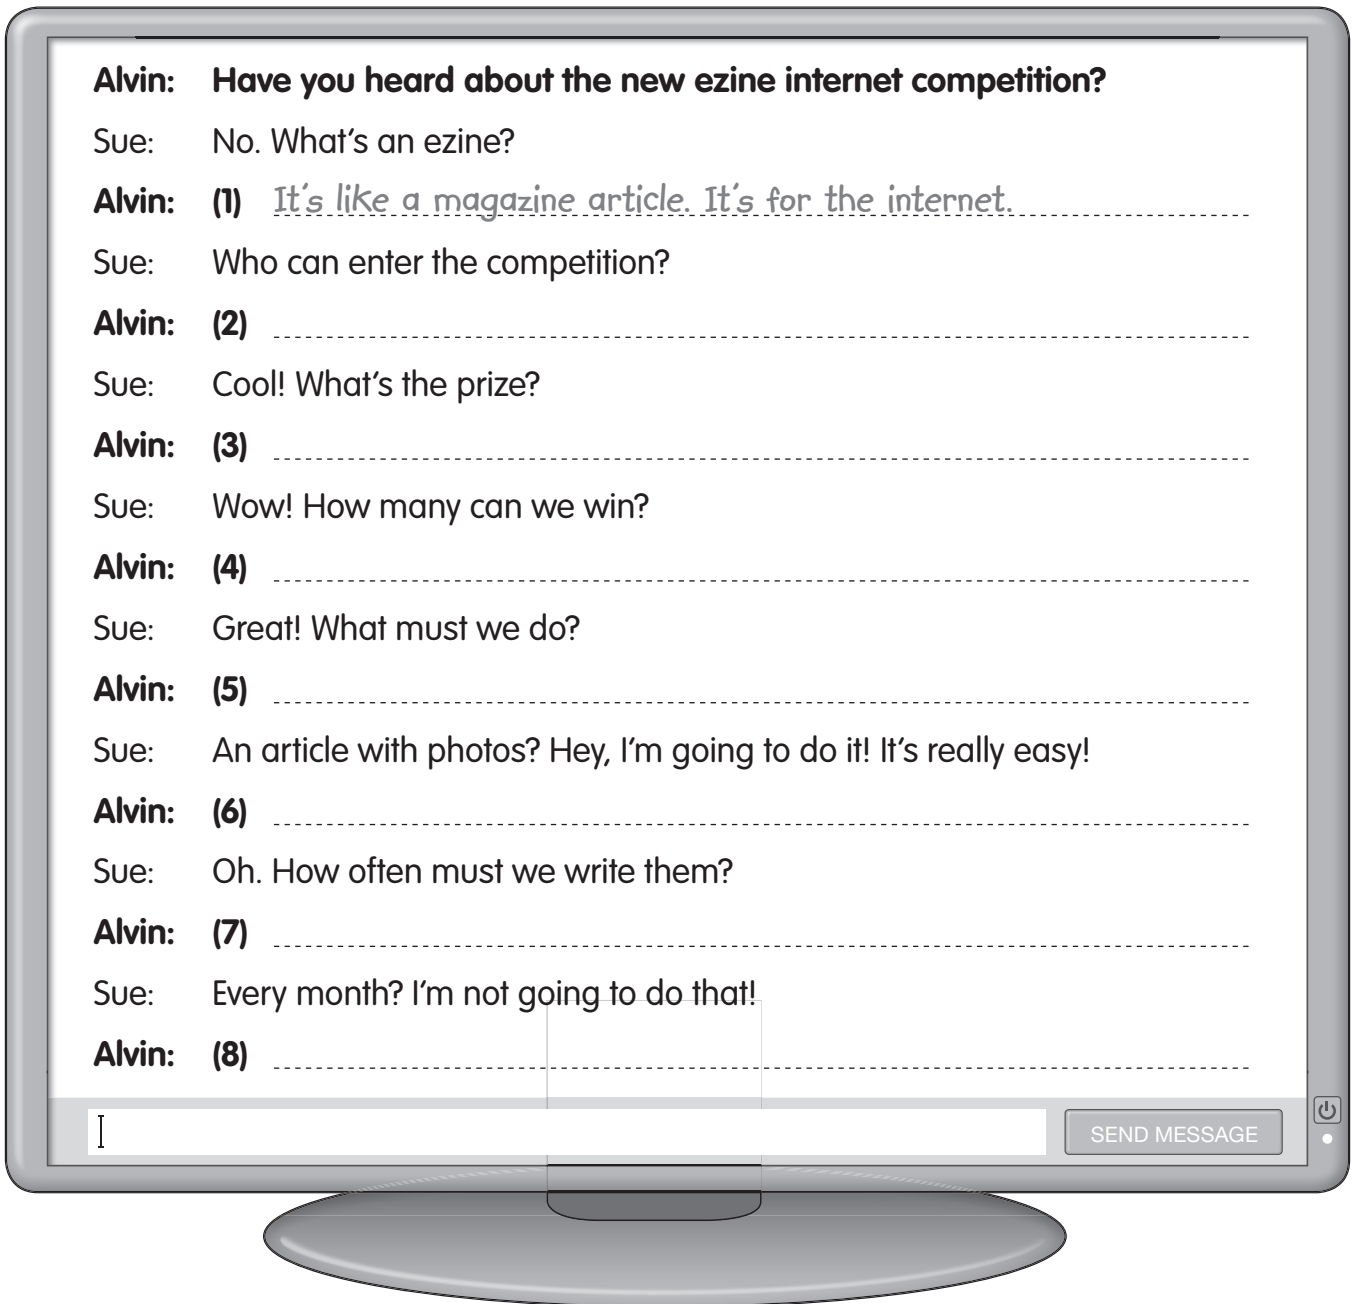 Alvin: Have you heard about the new ezine internet competition?
Sue: No. What's an ezine?
Alvin: (1) It's like a magazine article. It's for the internet.
Sue: Who can enter the competition?
Alvin: (2)
Sue: Cool! What's the prize?
Alvin: (3)
Sue: Wow! How many can we win?
Alvin: (4)
Sue: Great! What must we do?
Alvin: (5)
Sue: An article with photos? Hey, I'm going to do it! It's really easy!
Alvin: (6)
Sue: Oh. How often must we write them?
Alvin: (7)
Sue: Every month? I'm not going to do that!
Alvin: (8)
SEND MESSAGE